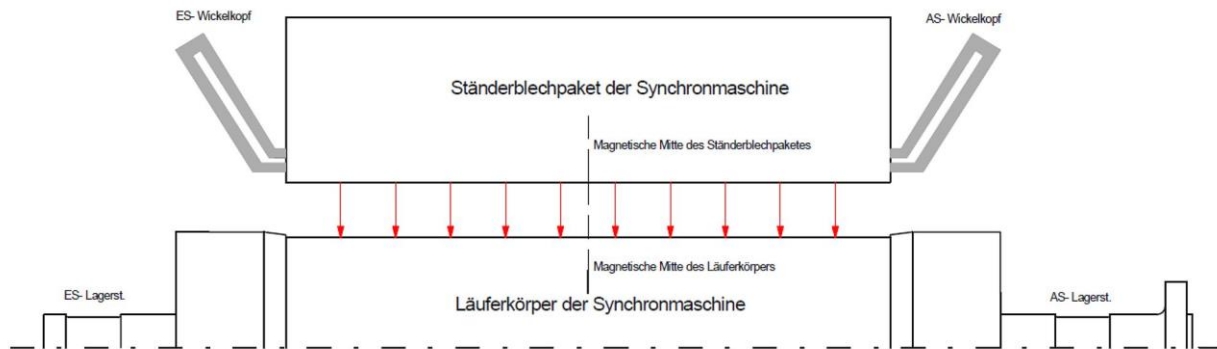 ES- Wickelkopf
AS- Wickelkopf
Ständerblechpaket der Synchronmaschine
Magnetische Mitte des Ständerblechpaketes
Magnetische Mitte des Läuferkörpers
ES- Lagerst.
Läuferkörper der Synchronmaschine
AS- Lagerst.